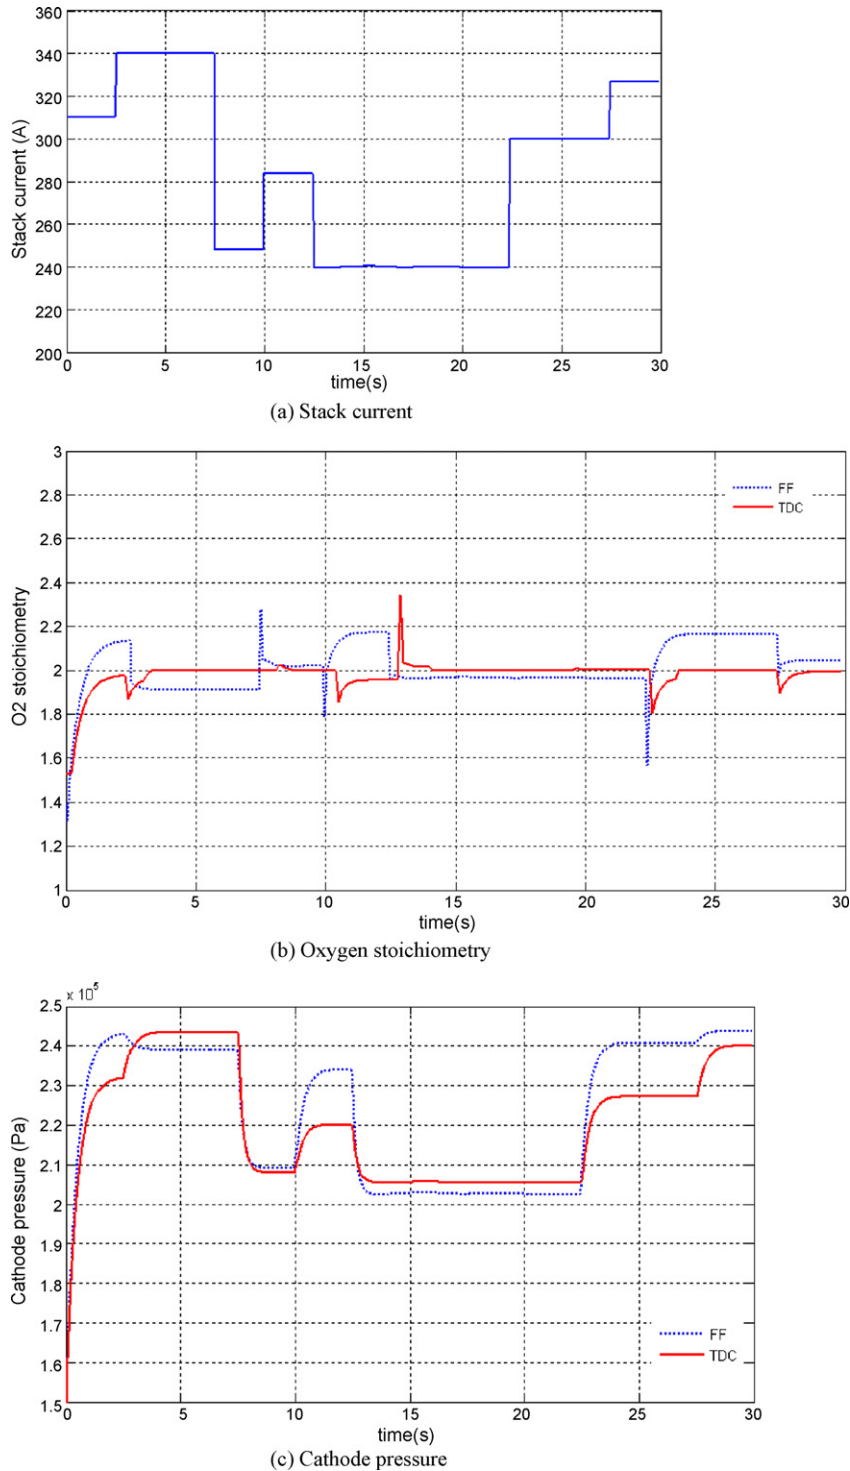 360
340
320
300
280
260
240
220
200
Stack current (A)
0 5 10 15 20 25 30
time(s)
(a) Stack current
3
2.8
2.6
2.4
2.2
2
1.8
1.6
1.4
1.2
1
O2 stoichiometry
FF
TDC
0 5 10 15 20 25 30
time(s)
(b) Oxygen stoichiometry
x 10⁵
2.5
2.4
2.3
2.2
2.1
2
1.9
1.8
1.7
1.6
1.5
Cathode pressure (Pa)
FF
TDC
0 5 10 15 20 25 30
time(s)
(c) Cathode pressure